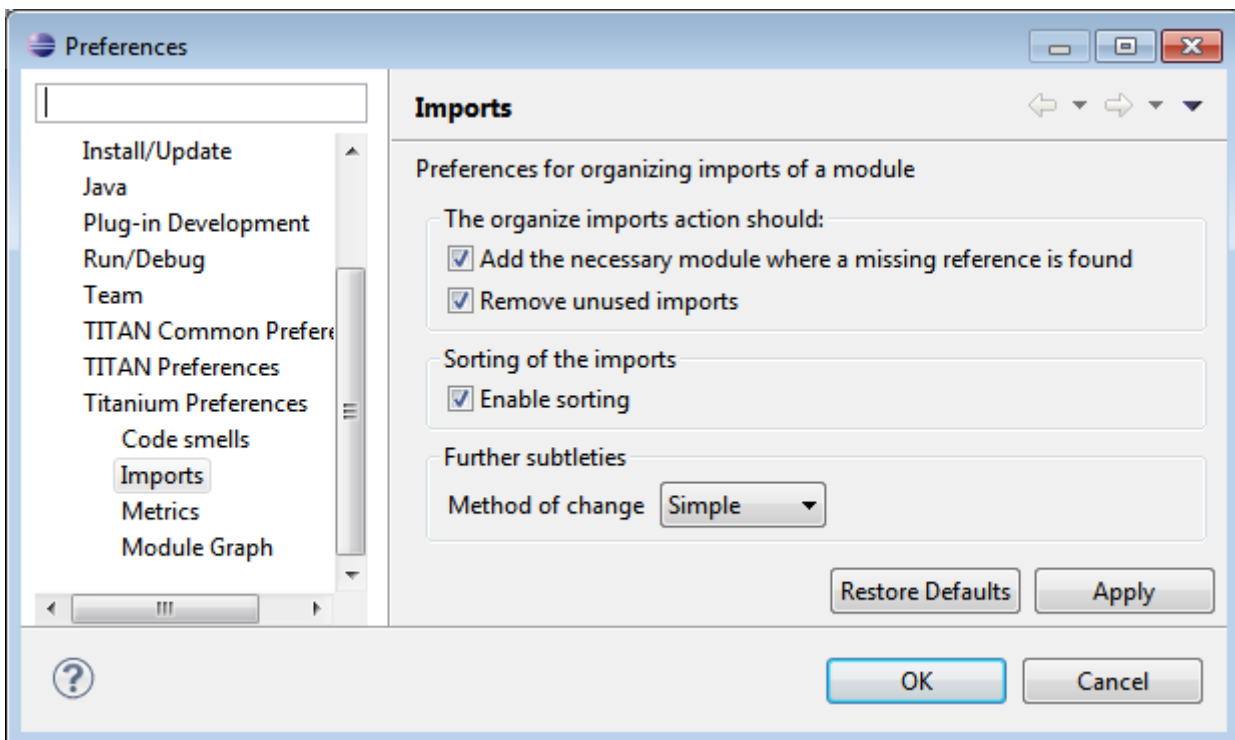 Preferences
Imports
Install/Update
Java
Plug-in Development
Run/Debug
Team
TITAN Common Prefere
TITAN Preferences
Titanium Preferences
Code smells
Imports
Metrics
Module Graph
Preferences for organizing imports of a module
The organize imports action should:
Add the necessary module where a missing reference is found
Remove unused imports
Sorting of the imports
Enable sorting
Further subtleties
Method of change Simple
Restore Defaults Apply
? OK Cancel